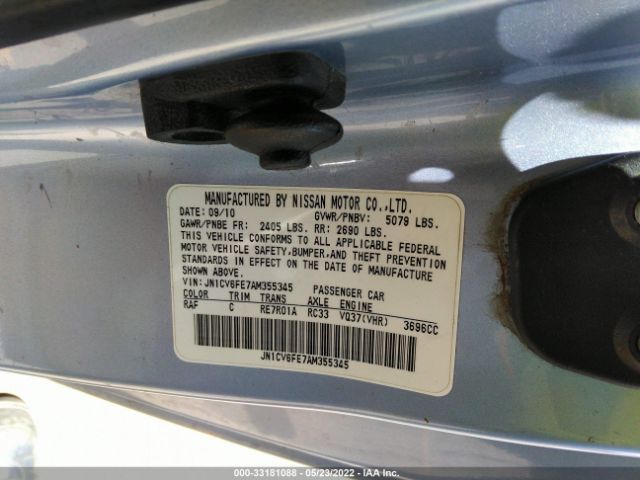 MANUFACTURED BY NISSAN MOTOR CO.,LTD.
DATE: 09/10 GVWR/PNBV: 5079 LBS.
GAWR/PNBE FR: 2405 LBS. RR: 2690 LBS.
THIS VEHICLE CONFORMS TO ALL APPLICABLE FEDERAL
MOTOR VEHICLE SAFETY,BUMPER,AND THEFT PREVENTION
STANDARDS IN EFFECT ON THE DATE OF MANUFACTURE
SHOWN ABOVE.
VIN:JN1CV6FE7AM355345 PASSENGER CAR
COLOR TRIM TRANS AXLE ENGINE
RAF C RE7R01A RC33 VQ37(VHR) 3696CC
JN1CV6FE7AM355345
000-33181088 - 05/23/2022 - IAA Inc.